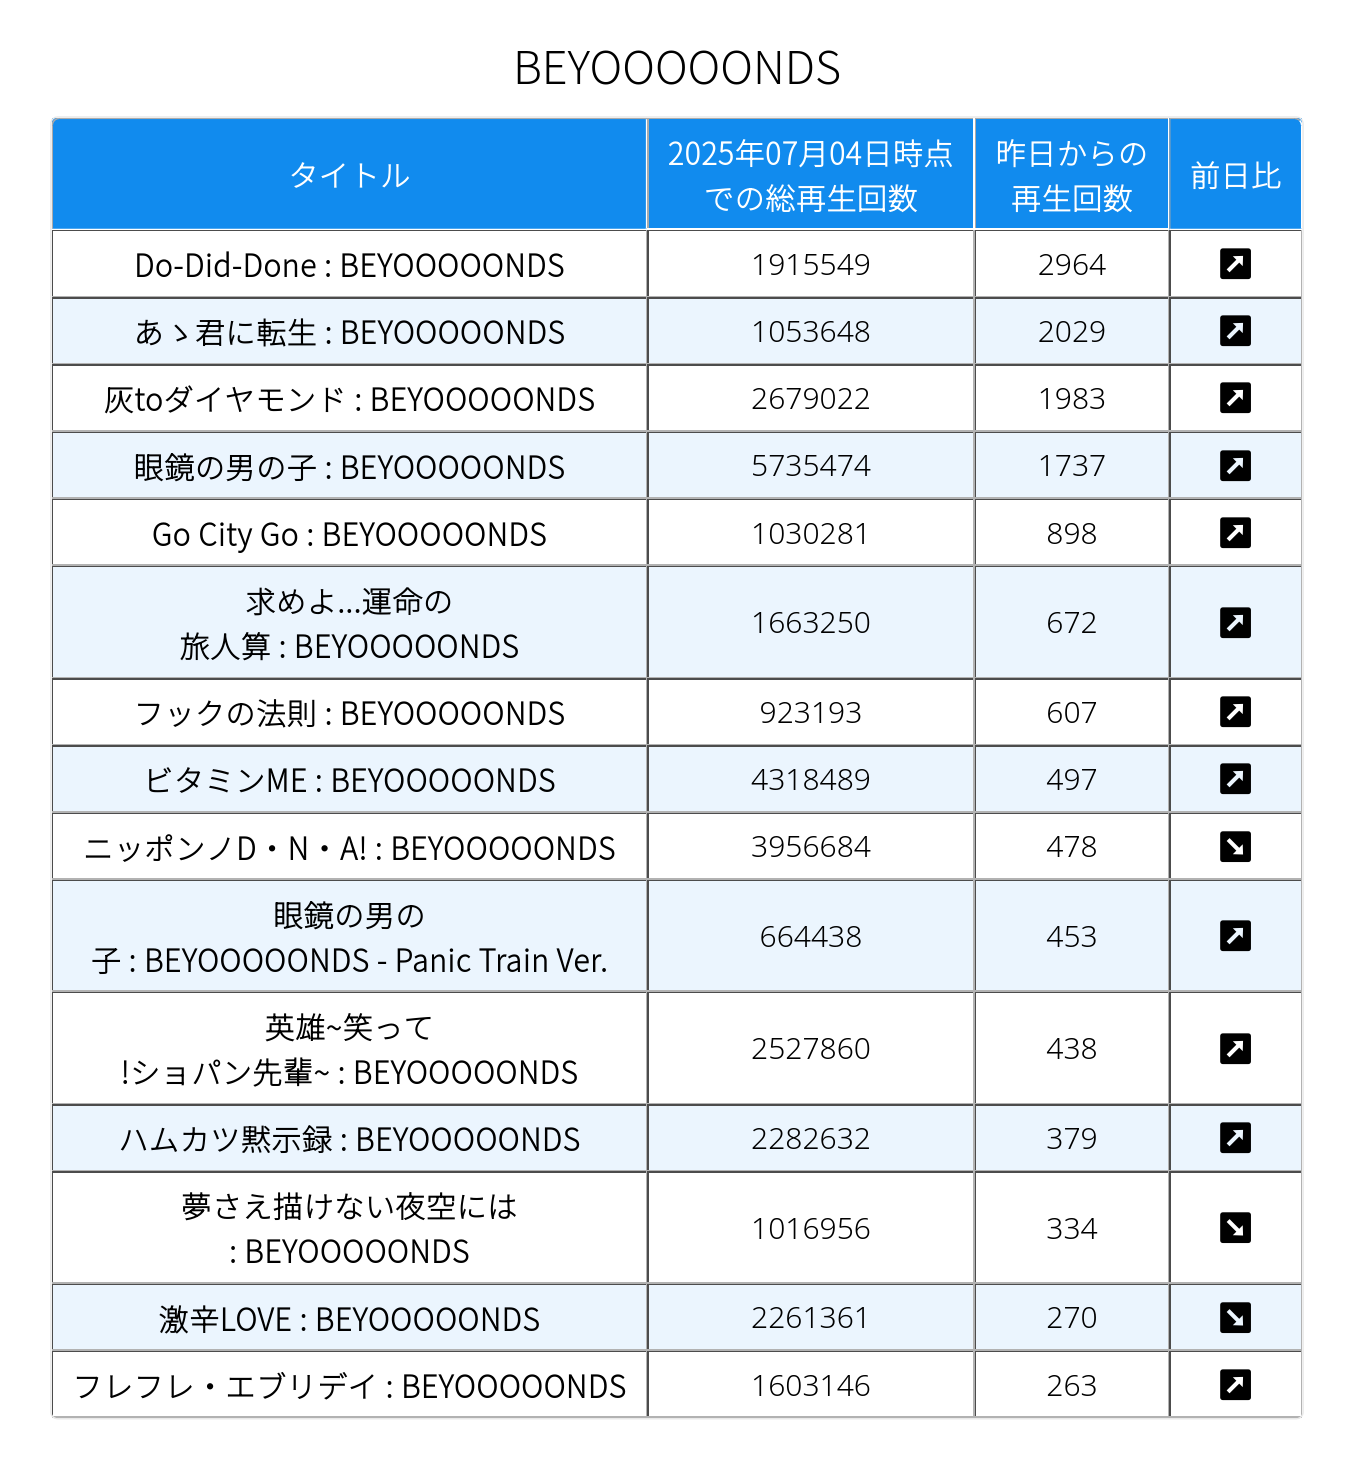 BEYOOOOONDS
タイトル
2025年07月04日時点
での総再生回数
昨日からの
再生回数
前日比
Do-Did-Done : BEYOOOOONDS
1915549
2964
あゝ君に転生 : BEYOOOOONDS
1053648
2029
灰toダイヤモンド : BEYOOOOONDS
2679022
1983
眼鏡の男の子 : BEYOOOOONDS
5735474
1737
Go City Go : BEYOOOOONDS
1030281
898
求めよ...運命の
旅人算 : BEYOOOOONDS
1663250
672
フックの法則 : BEYOOOOONDS
923193
607
ビタミンME : BEYOOOOONDS
4318489
497
ニッポンノD・N・A! : BEYOOOOONDS
3956684
478
眼鏡の男の
子 : BEYOOOOONDS - Panic Train Ver.
664438
453
英雄~笑って
!ショパン先輩~ : BEYOOOOONDS
2527860
438
ハムカツ黙示録 : BEYOOOOONDS
2282632
379
夢さえ描けない夜空には
: BEYOOOOONDS
1016956
334
激辛LOVE : BEYOOOOONDS
2261361
270
フレフレ・エブリデイ : BEYOOOOONDS
1603146
263